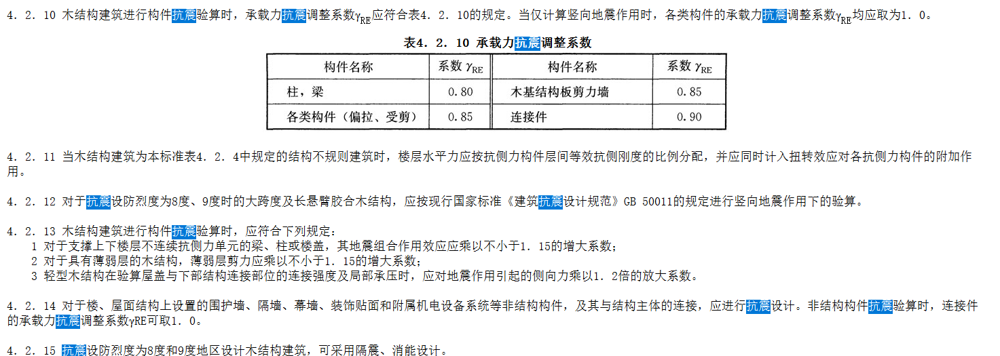 4．2．10 木结构建筑进行构件抗震验算时，承载力抗震调整系数γRE应符合表4．2．10的规定。当仅计算竖向地震作用时，各类构件的承载力抗震调整系数γRE均应取为1．0。
表4．2．10 承载力抗震调整系数
构件名称 系数 γRE 构件名称 系数 γRE
柱，梁 0.80 木基结构板剪力墙 0.85
各类构件（偏拉、受剪） 0.85 连接件 0.90
4．2．11 当木结构建筑为本标准表4．2．4中规定的结构不规则建筑时，楼层水平力应按抗侧力构件层间等效抗侧刚度的比例分配，并应同时计入扭转效应对各抗侧力构件的附加作
用。
4．2．12 对于抗震设防烈度为8度、9度时的大跨度及长悬臂胶合木结构，应按现行国家标准《建筑抗震设计规范》GB 50011的规定进行竖向地震作用下的验算。
4．2．13 木结构建筑进行构件抗震验算时，应符合下列规定：
1 对于支撑上下楼层不连续抗侧力单元的梁、柱或楼盖，其地震组合作用效应应乘以不小于1．15的增大系数；
2 对于具有薄弱层的木结构，薄弱层剪力应乘以不小于1．15的增大系数；
3 轻型木结构在验算屋盖与下部结构连接部位的连接强度及局部承压时，应对地震作用引起的侧向力乘以1．2倍的放大系数。
4．2．14 对于楼、屋面结构上设置的围护墙、隔墙、幕墙、装饰贴面和附属机电设备系统等非结构构件，及其与结构主体的连接，应进行抗震设计。非结构构件抗震验算时，连接件
的承载力抗震调整系数γRE可取1．0。
4．2．15 抗震设防烈度为8度和9度地区设计木结构建筑，可采用隔震、消能设计。